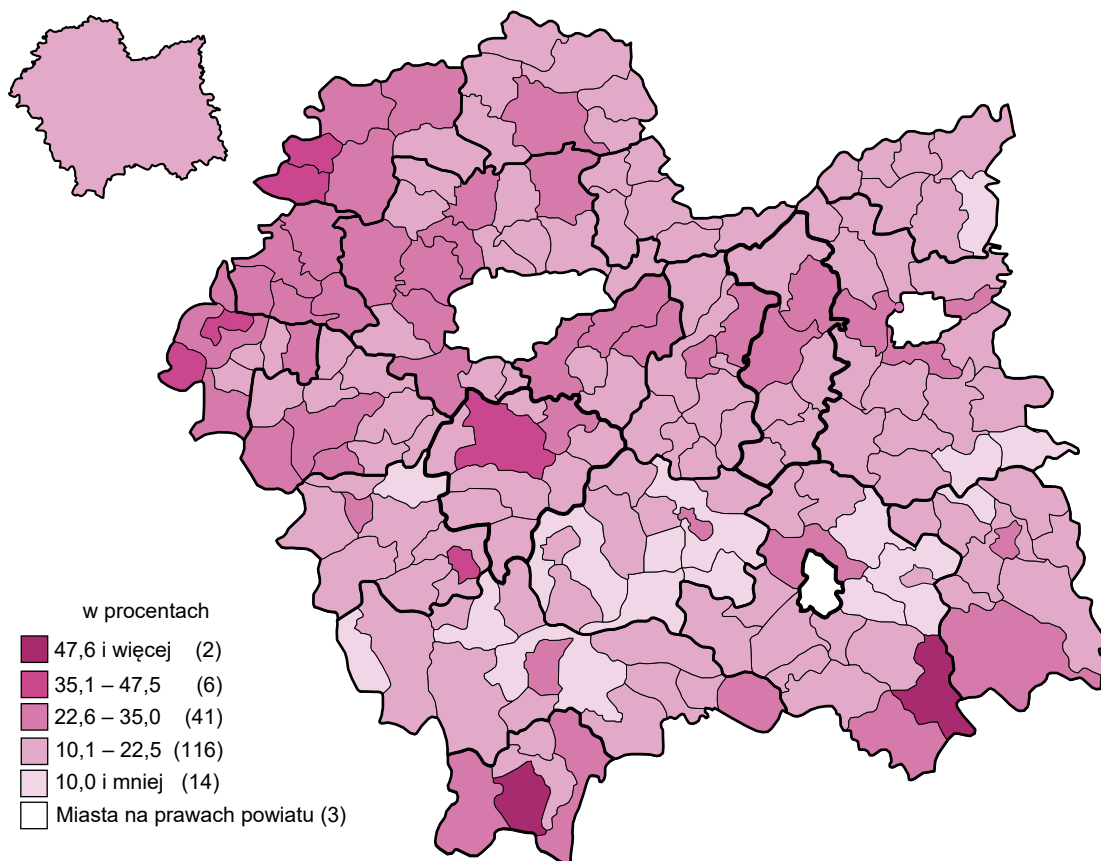 w procentach
47,6 i więcej (2)
35,1 – 47,5 (6)
22,6 – 35,0 (41)
10,1 – 22,5 (116)
10,0 i mniej (14)
Miasta na prawach powiatu (3)